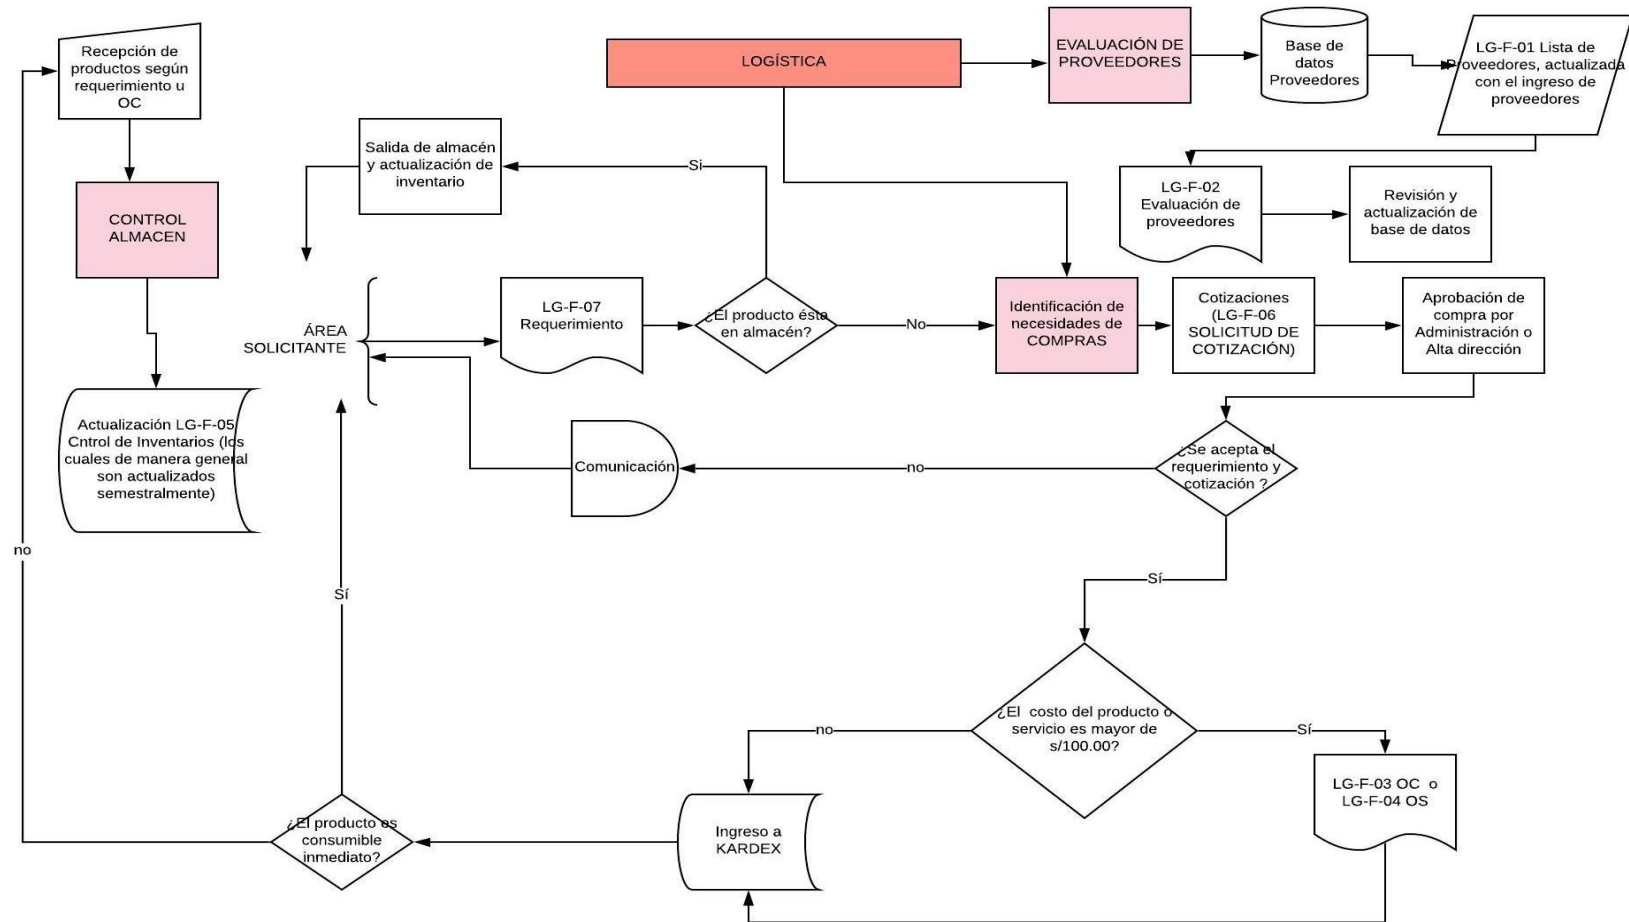 Recepción de
productos según
requerimiento u
OC
LOGÍSTICA
EVALUACIÓN DE
PROVEEDORES
Base de
datos
Proveedores
LG-F-01 Lista de
Proveedores, actualizada
con el ingreso de
proveedores
Salida de almacén
y actualización de
inventario
Si
LG-F-02
Evaluación de
proveedores
Revisión y
actualización de
base de datos
CONTROL
ALMACEN
ÁREA
SOLICITANTE
LG-F-07
Requerimiento
¿El producto ésta
en almacén?
No
Identificación de
necesidades de
COMPRAS
Cotizaciones
(LG-F-06
SOLICITUD DE
COTIZACIÓN)
Aprobación de
compra por
Administración o
Alta dirección
Actualización LG-F-05
Cntrol de Inventarios (los
cuales de manera general
son actualizados
semestralmente)
Comunicación
no
¿Se acepta el
requerimiento y
cotización ?
no
Sí
Sí
¿El costo del producto o
servicio es mayor de
s/100.00?
no
Sí
LG-F-03 OC o
LG-F-04 OS
Ingreso a
KARDEX
¿El producto es
consumible
inmediato?